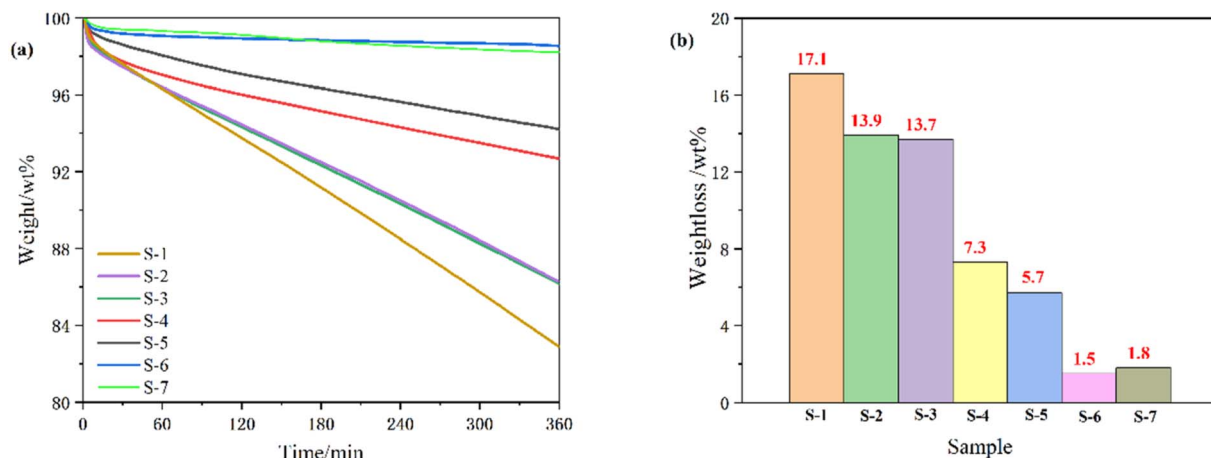 (a)
Weight/wt%
100
96
92
88
84
80
S-1
S-2
S-3
S-4
S-5
S-6
S-7
0 60 120 180 240 300 360
Time/min
(b)
Weightloss /wt%
20
16
12
8
4
0
17.1
13.9
13.7
7.3
5.7
1.5
1.8
S-1 S-2 S-3 S-4 S-5 S-6 S-7
Sample